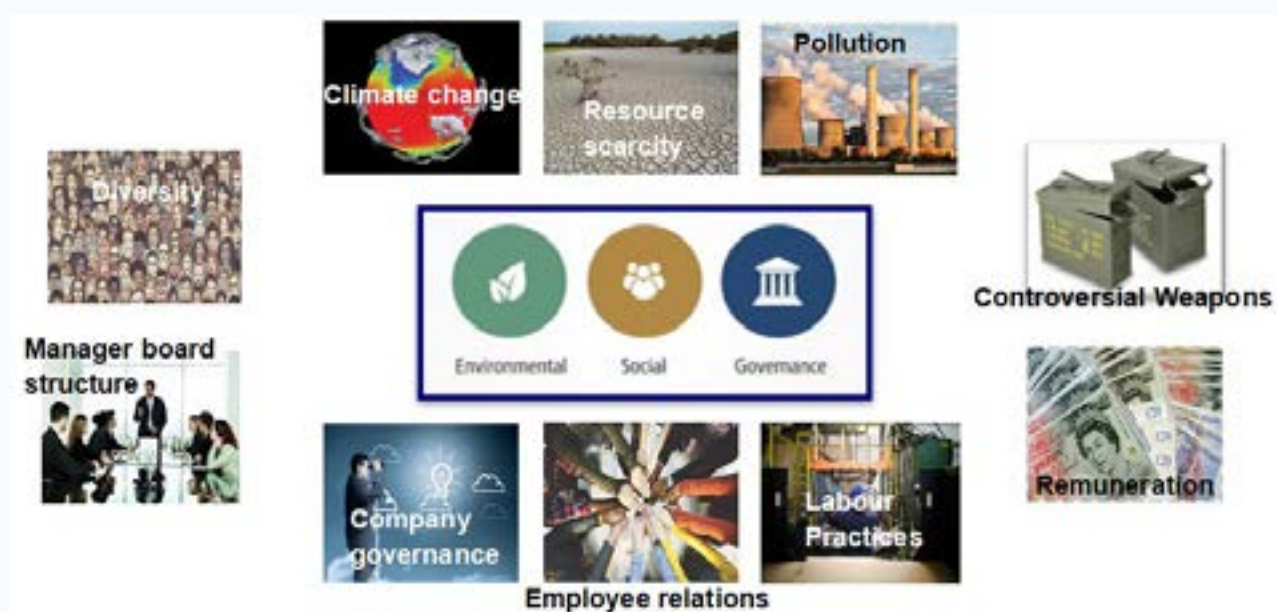 Climate change
Resource
scarcity
Pollution
Diversity
Controversial Weapons
Environmental
Social
Governance
Manager board
structure
Remuneration
Company
governance
Labour
Practices
Employee relations